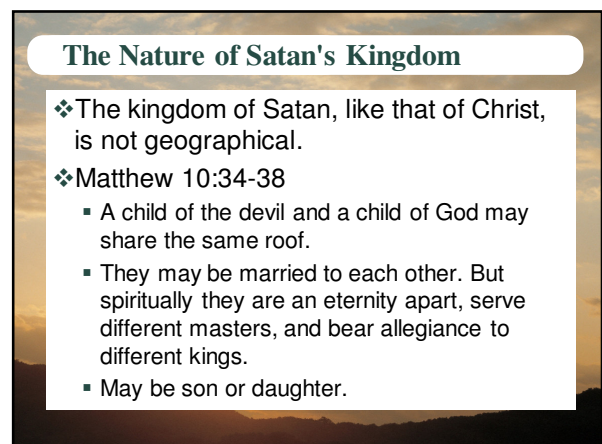 The Nature of Satan's Kingdom
❖The kingdom of Satan, like that of Christ,
is not geographical.
❖Matthew 10:34-38
▪ A child of the devil and a child of God may
share the same roof.
▪ They may be married to each other. But
spiritually they are an eternity apart, serve
different masters, and bear allegiance to
different kings.
▪ May be son or daughter.